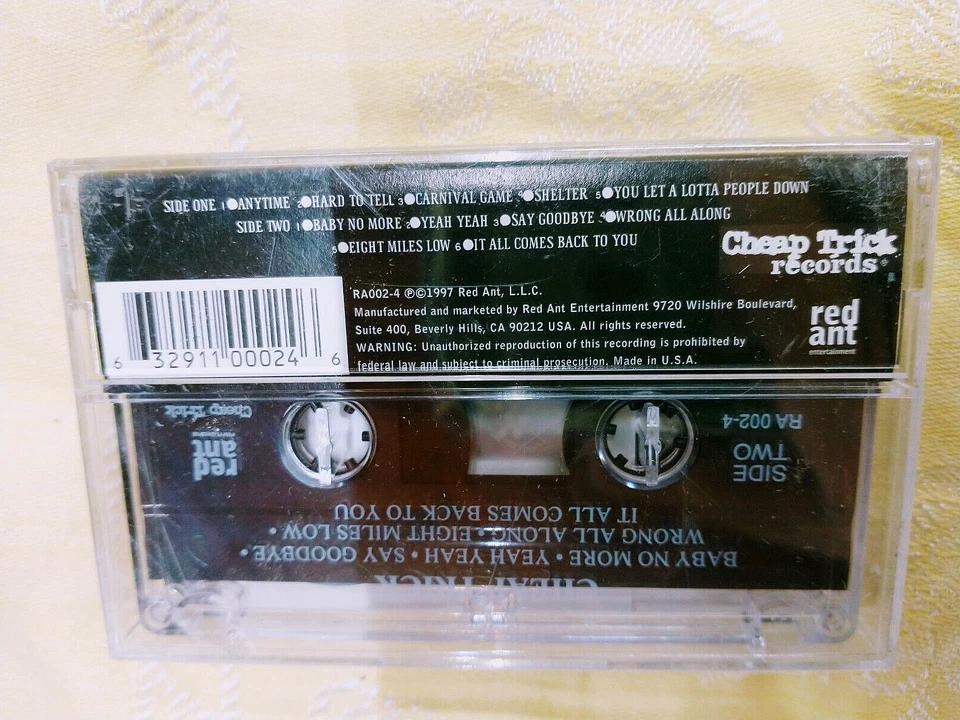 SIDE ONE 1●ANYTIME 2●HARD TO TELL 3●CARNIVAL GAME 4●SHELTER 5●YOU LET A LOTTA PEOPLE DOWN
SIDE TWO 1●BABY NO MORE 2●YEAH YEAH 3●SAY GOODBYE 4●WRONG ALL ALONG
5●EIGHT MILES LOW 6●IT ALL COMES BACK TO YOU
Cheap Trick
records
RA002-4 ℗©1997 Red Ant, L.L.C.
Manufactured and marketed by Red Ant Entertainment 9720 Wilshire Boulevard,
Suite 400, Beverly Hills, CA 90212 USA. All rights reserved.
WARNING: Unauthorized reproduction of this recording is prohibited by
federal law and subject to criminal prosecution. Made in U.S.A.
red
ant
entertainment
6 32911 00024 6
CHEAP TRICK
BABY NO MORE • YEAH YEAH • SAY GOODBYE •
WRONG ALL ALONG • EIGHT MILES LOW •
IT ALL COMES BACK TO YOU
SIDE
TWO
RA 002-4
red
ant
Cheap Trick